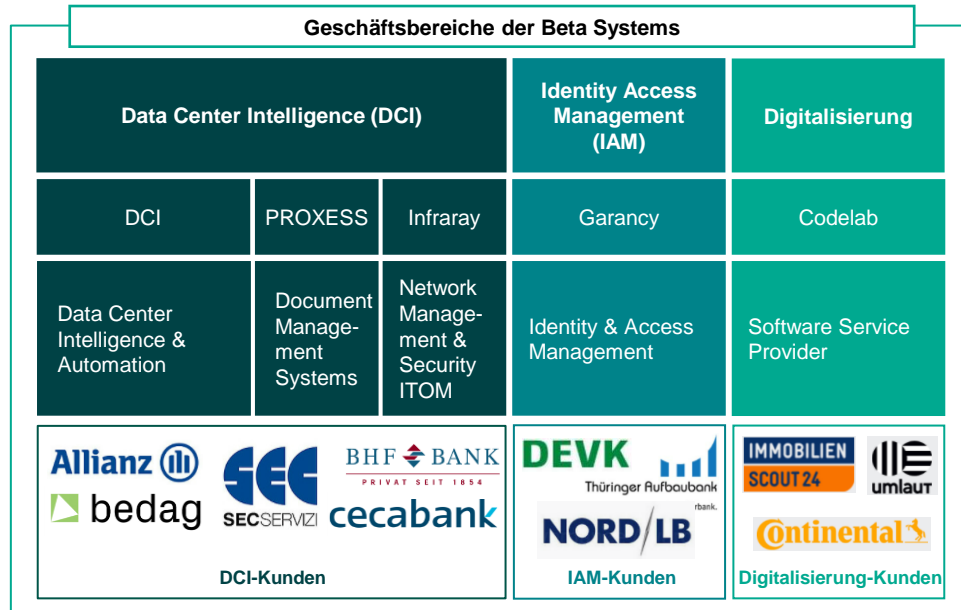 Geschäftsbereiche der Beta Systems
Data Center Intelligence (DCI)
Identity Access
Management
(IAM)
Digitalisierung
DCI
PROXESS
Infraray
Garancy
Codelab
Data Center
Intelligence &
Automation
Document
Manage-
ment
Systems
Network
Manage-
ment &
Security
ITOM
Identity & Access
Management
Software Service
Provider
Allianz
bedag
SEC
SECSERVIZI
BHF BANK
PRIVAT SEIT 1854
cecabank
DCI-Kunden
DEVK
Thüringer Aufbaubank
rbank.
NORD/LB
IAM-Kunden
IMMOBILIEN
SCOUT 24
umlaut
Continental
Digitalisierung-Kunden